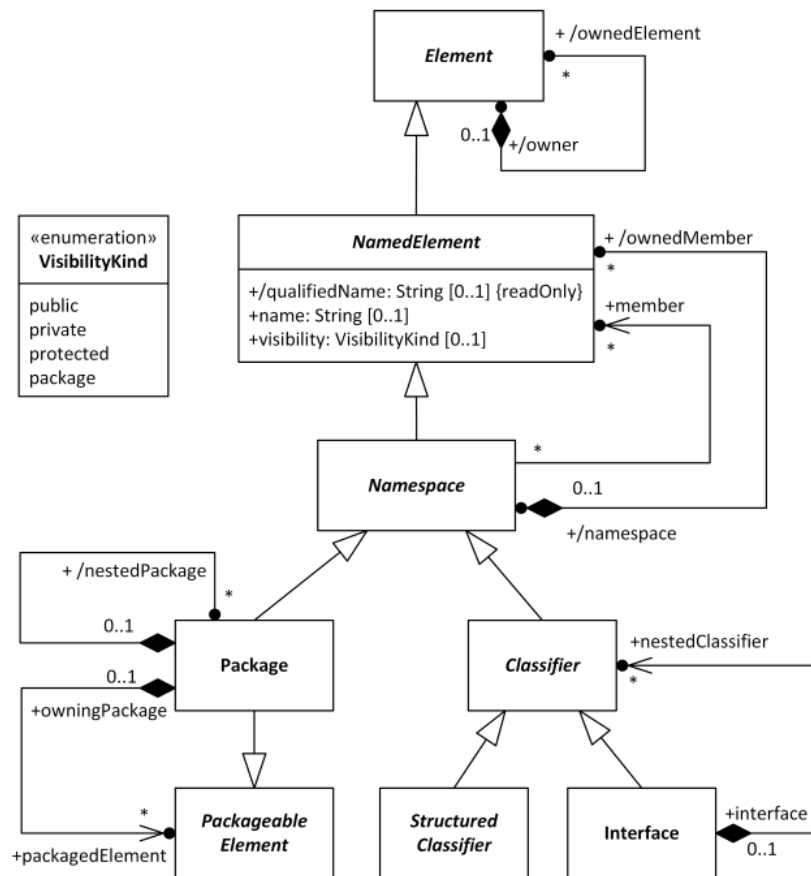 + /ownedElement
Element
*
0..1
+/owner
«enumeration»
VisibilityKind
public
private
protected
package
NamedElement
+ /ownedMember
*
+/qualifiedName: String [0..1] {readOnly}
+name: String [0..1]
+visibility: VisibilityKind [0..1]
+member
*
*
Namespace
0..1
+/namespace
+ /nestedPackage
*
0..1
Package
0..1
+owningPackage
Classifier
+nestedClassifier
*
*
+packagedElement
Packageable
Element
Structured
Classifier
Interface
+interface
0..1